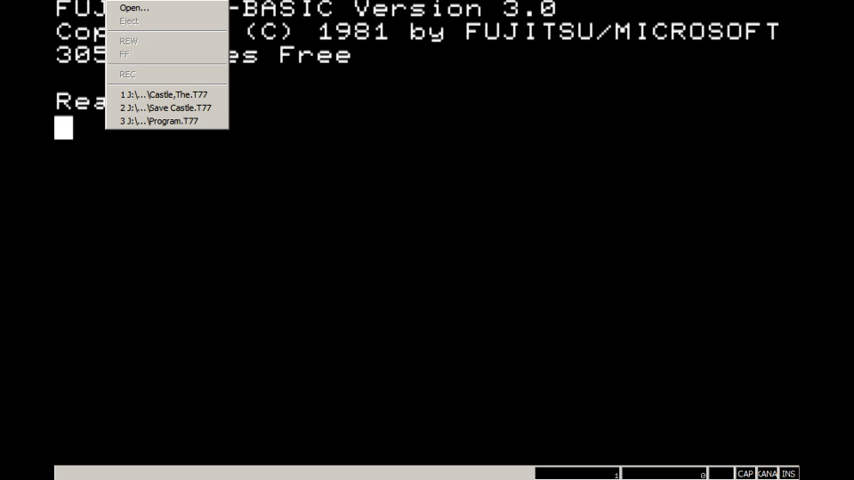 FUJ -BASIC Version 3.0
Cop (C) 1981 by FUJITSU/MICROSOFT
305 es Free
Rea
Open...
Eject
REW
FF
REC
1 J:\...\Castle,The.T77
2 J:\...\Save Castle.T77
3 J:\...\Program.T77
1 0 CAP KANA INS